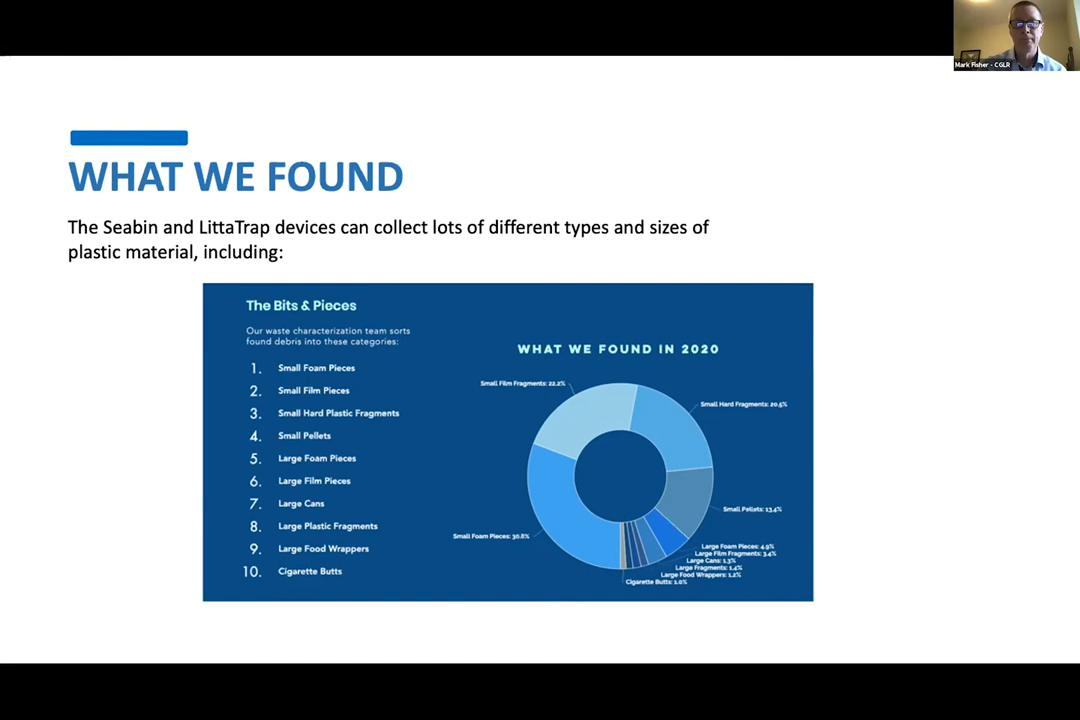 Mark Fisher - CGLR
WHAT WE FOUND
The Seabin and LittaTrap devices can collect lots of different types and sizes of
plastic material, including:
The Bits & Pieces
Our waste characterization team sorts
found debris into these categories:
1. Small Foam Pieces
2. Small Film Pieces
3. Small Hard Plastic Fragments
4. Small Pellets
5. Large Foam Pieces
6. Large Film Pieces
7. Large Cans
8. Large Plastic Fragments
9. Large Food Wrappers
10. Cigarette Butts
WHAT WE FOUND IN 2020
Small Film Fragments: 22.2%
Small Hard Fragments: 20.5%
Small Pellets: 13.4%
Small Foam Pieces: 30.8%
Large Foam Pieces: 4.9%
Large Film Fragments: 3.4%
Large Cans: 1.3%
Large Fragments: 1.4%
Large Food Wrappers: 1.2%
Cigarette Butts: 1.0%